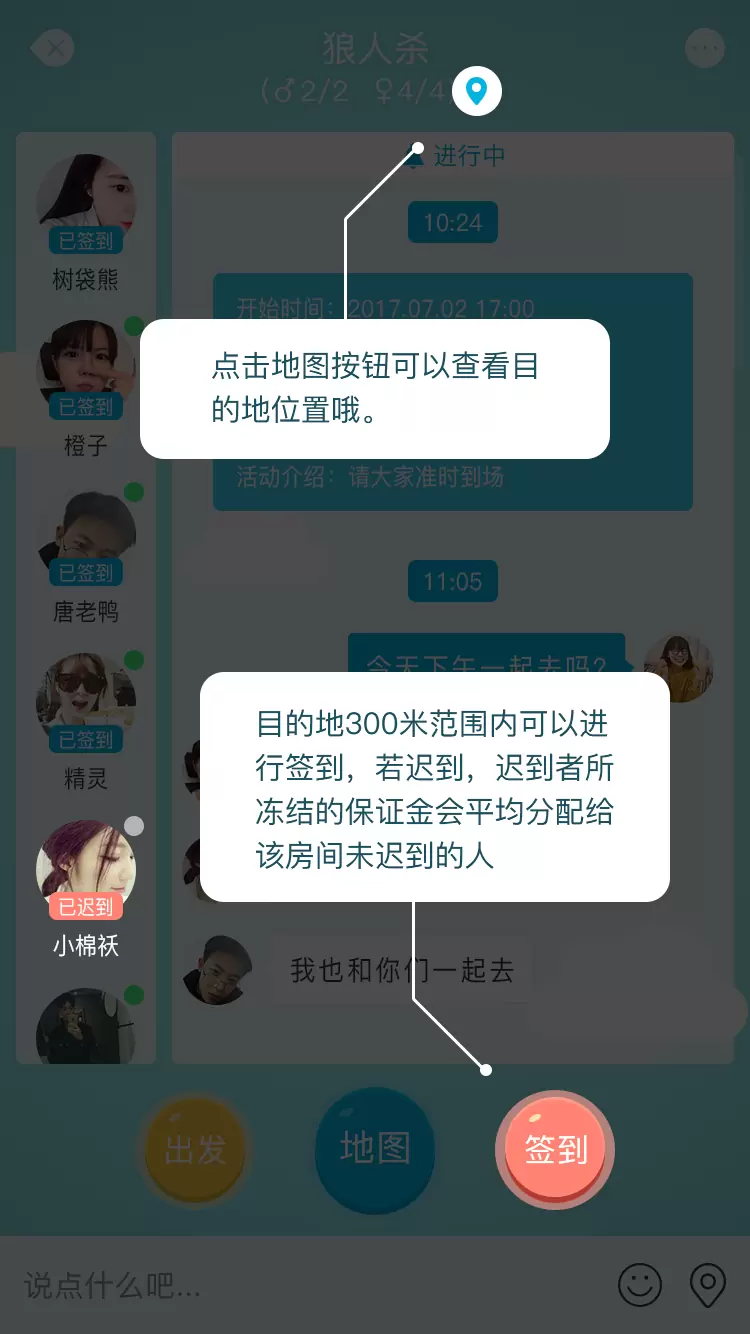 狼人杀
(♂2/2 ♀4/4
进行中
已签到
树袋熊
已签到
橙子
已签到
唐老鸭
已签到
精灵
已迟到
小棉袄
10:24
开始时间：2017.07.02 17:00
点击地图按钮可以查看目
的地位置哦。
活动介绍：请大家准时到场
11:05
今天下午一起去吗?
目的地300米范围内可以进
行签到，若迟到，迟到者所
冻结的保证金会平均分配给
该房间未迟到的人
我也和你们一起去
出发
地图
签到
说点什么吧...